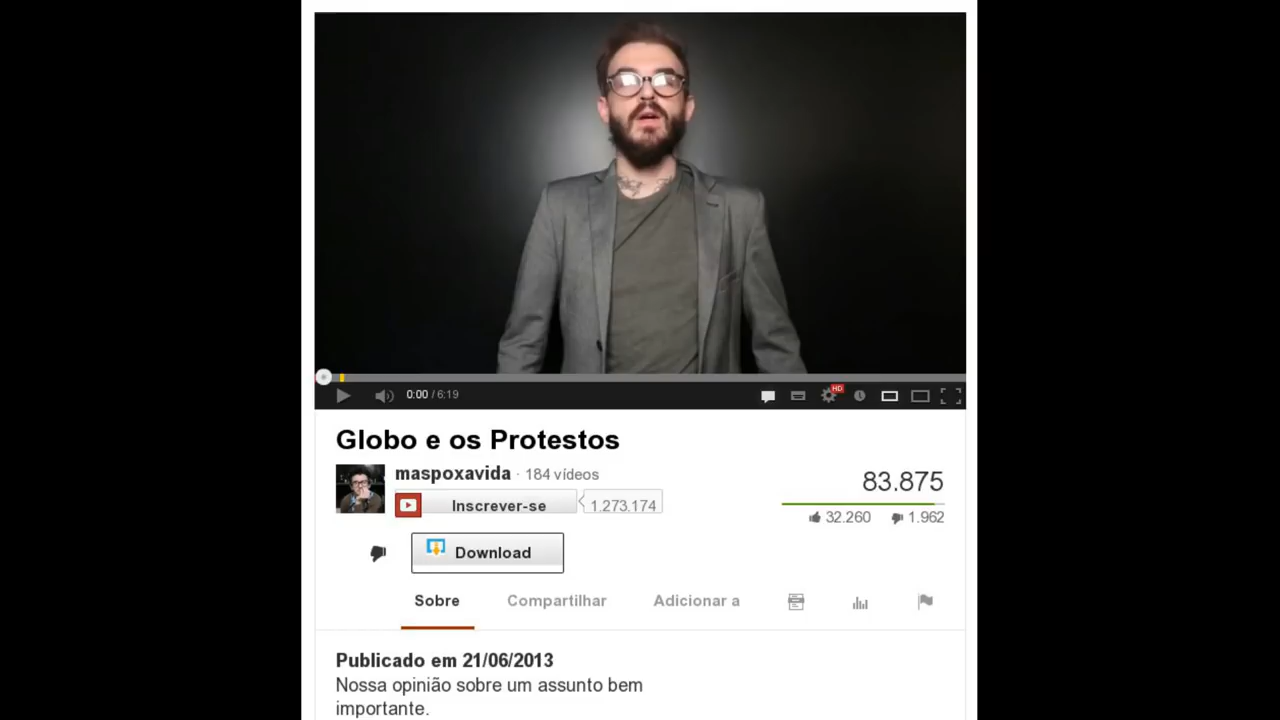 0:00 / 6:19
HD
Globo e os Protestos
maspoxavida · 184 vídeos
83.875
Inscrever-se 1.273.174
32.260 1.962
Download
Sobre Compartilhar Adicionar a
Publicado em 21/06/2013
Nossa opinião sobre um assunto bem
importante.